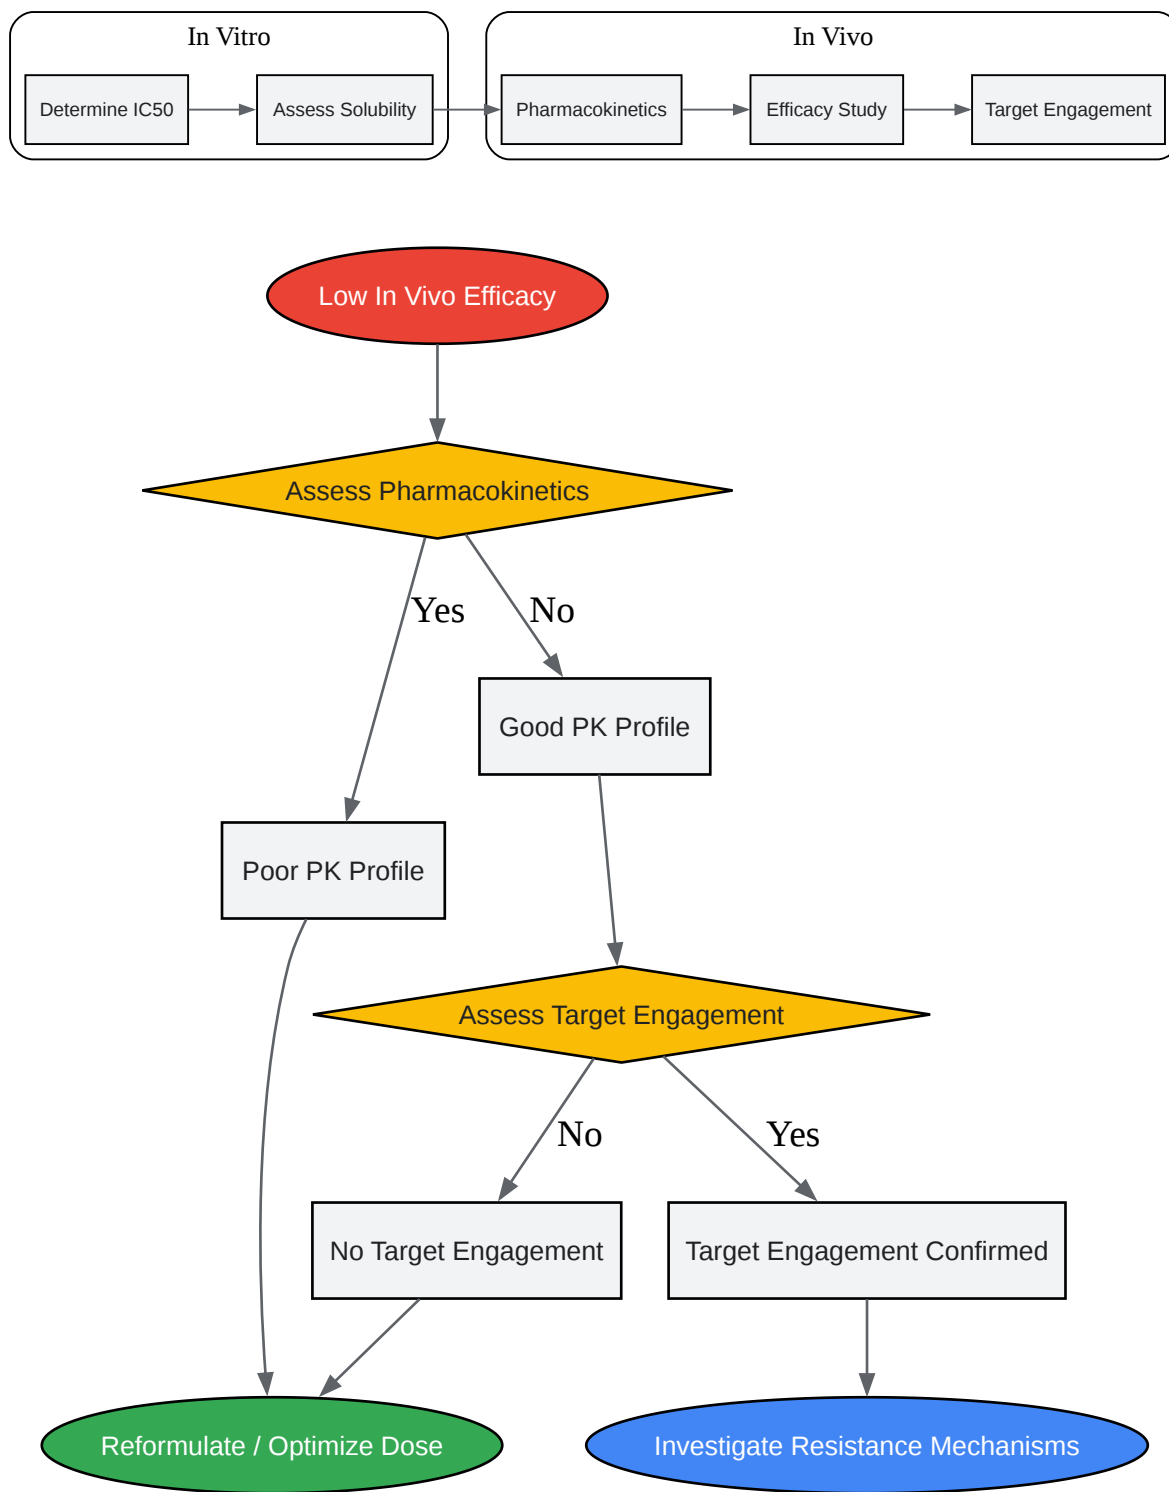 In Vitro
In Vivo
Determine IC50
Assess Solubility
Pharmacokinetics
Efficacy Study
Target Engagement
Low In Vivo Efficacy
Assess Pharmacokinetics
Yes
No
Good PK Profile
Poor PK Profile
Assess Target Engagement
No
Yes
No Target Engagement
Target Engagement Confirmed
Reformulate / Optimize Dose
Investigate Resistance Mechanisms